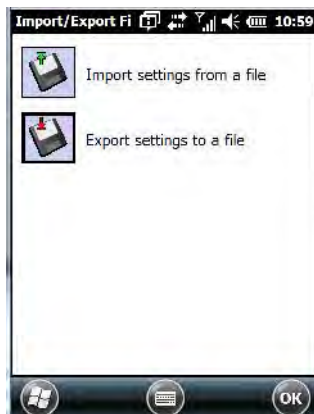 Import/Export Fi 10:59
Import settings from a file
Export settings to a file
OK